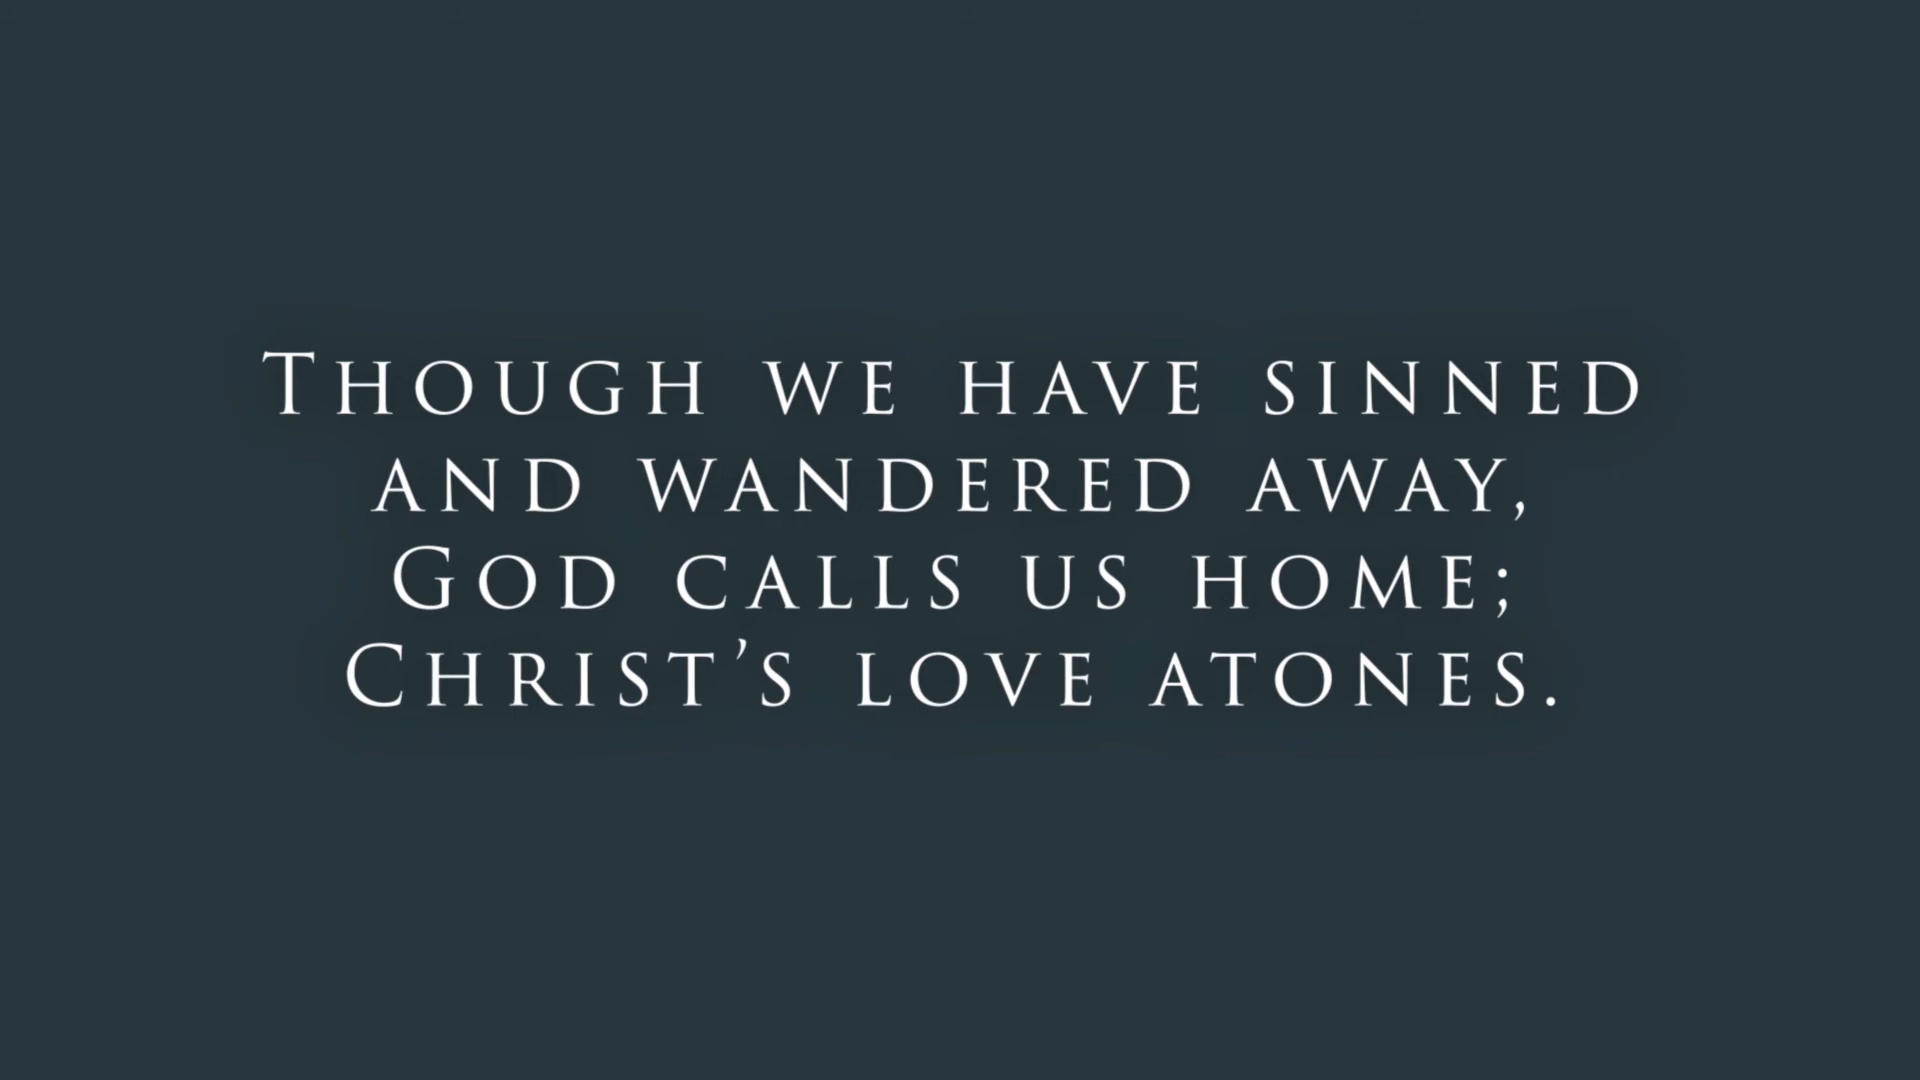 Though we have sinned
and wandered away,
God calls us home;
Christ’s love atones.